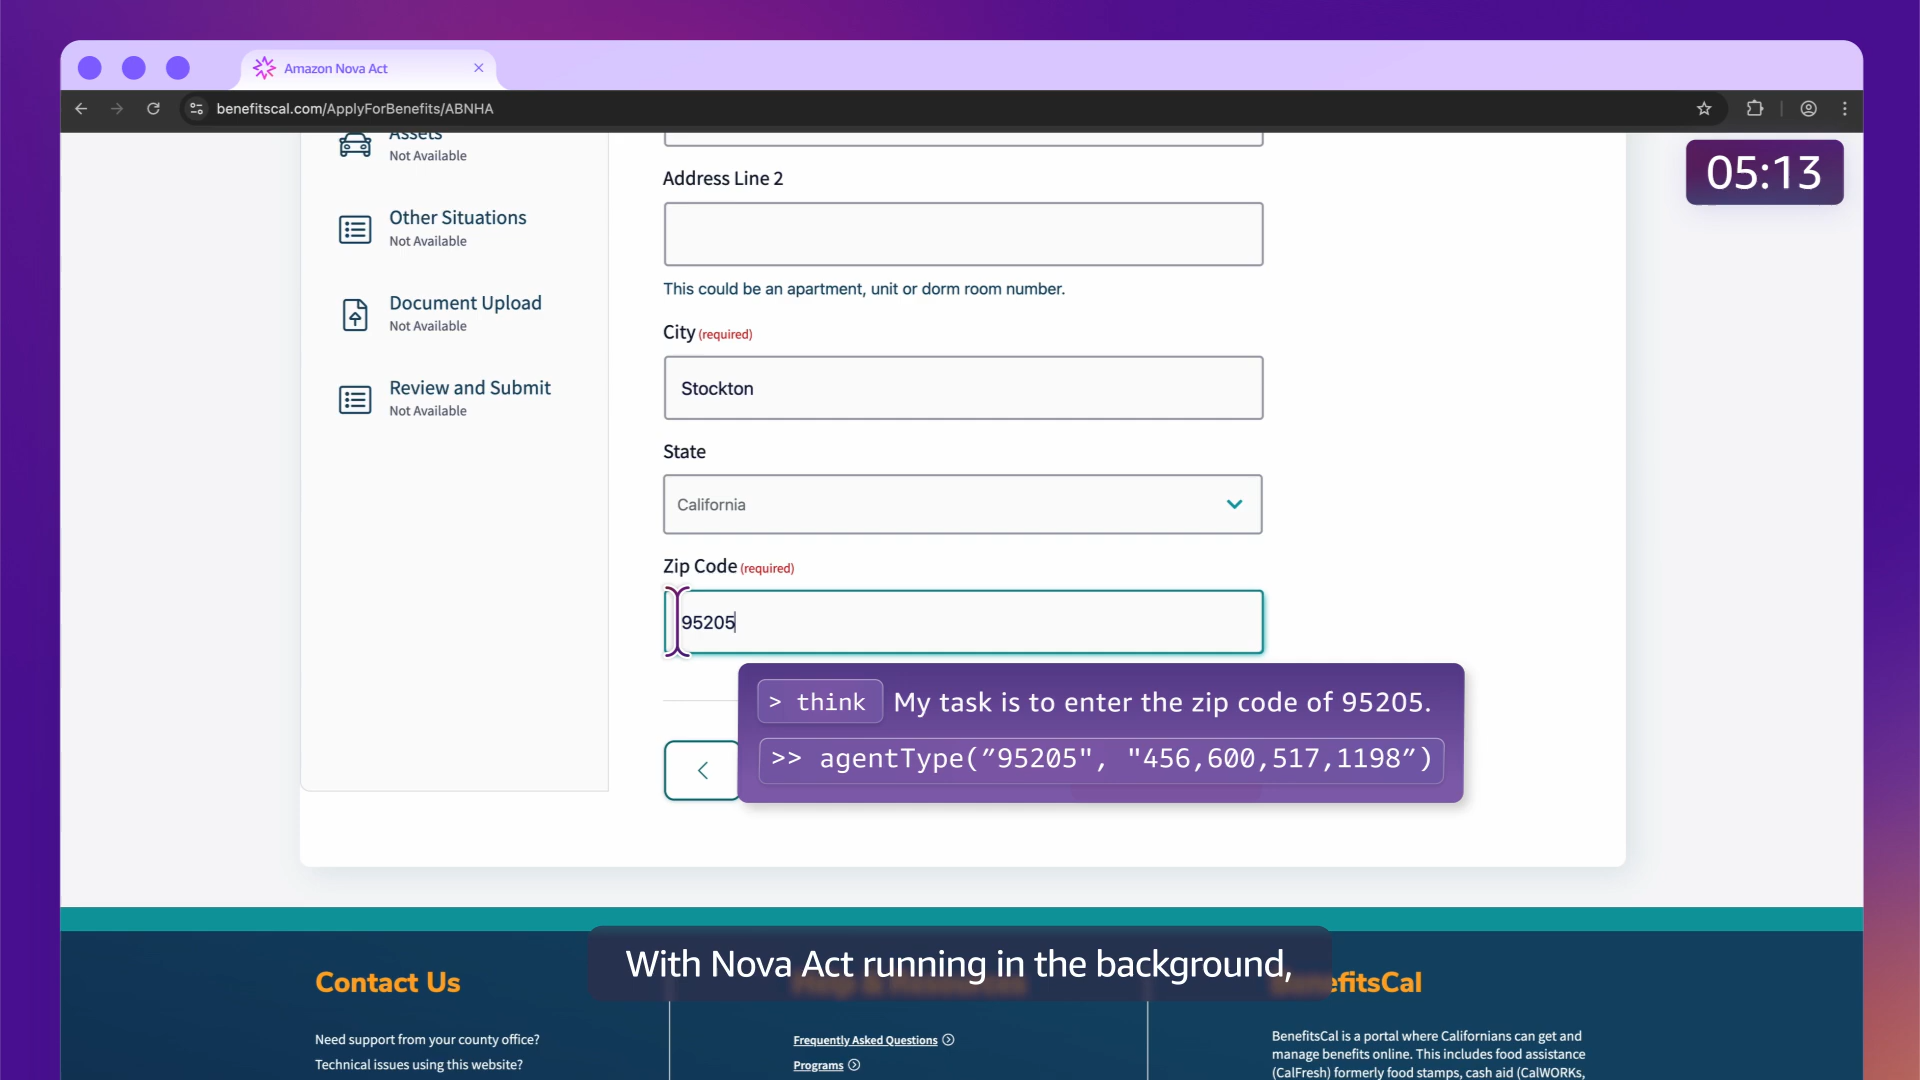 Amazon Nova Act
benefitscal.com/ApplyForBenefits/ABNHA
05:13
Assets
Not Available
Other Situations
Not Available
Document Upload
Not Available
Review and Submit
Not Available
Address Line 2
This could be an apartment, unit or dorm room number.
City (required)
Stockton
State
California
Zip Code (required)
95205
> think My task is to enter the zip code of 95205.
>> agentType(”95205", "456,600,517,1198”)
With Nova Act running in the background,
Contact Us
Need support from your county office?
Technical issues using this website?
Frequently Asked Questions
Programs
BenefitsCal
BenefitsCal is a portal where Californians can get and
manage benefits online. This includes food assistance
(CalFresh) formerly food stamps, cash aid (CalWORKs,